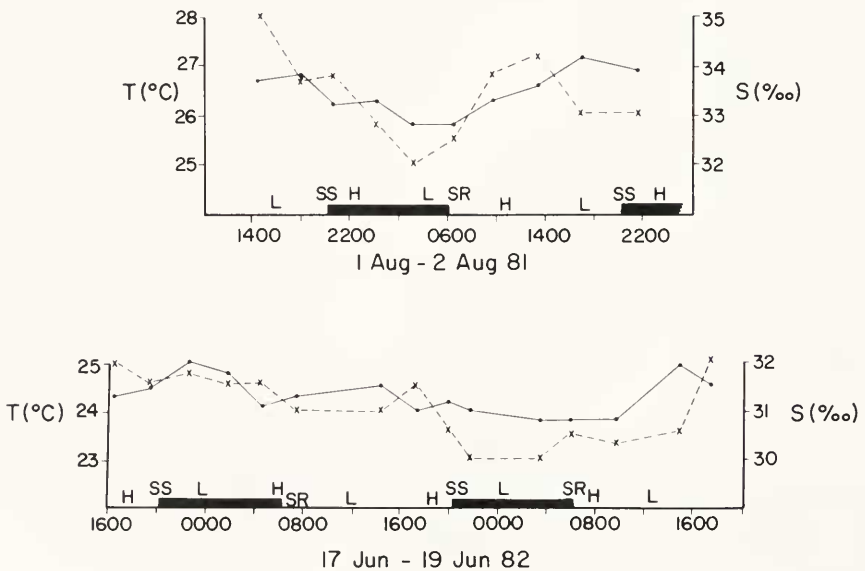 28
35
27
34
T(°C)
S(‰)
26
33
25
32
L SS H L SR H L SS H
1400 2200 0600 1400 2200
1 Aug - 2 Aug 81
25
32
T(°C) 24
31 S(‰)
23
30
H SS L H SR L H SS L SR H L
1600 0000 0800 1600 0000 0800 1600
17 Jun - 19 Jun 82